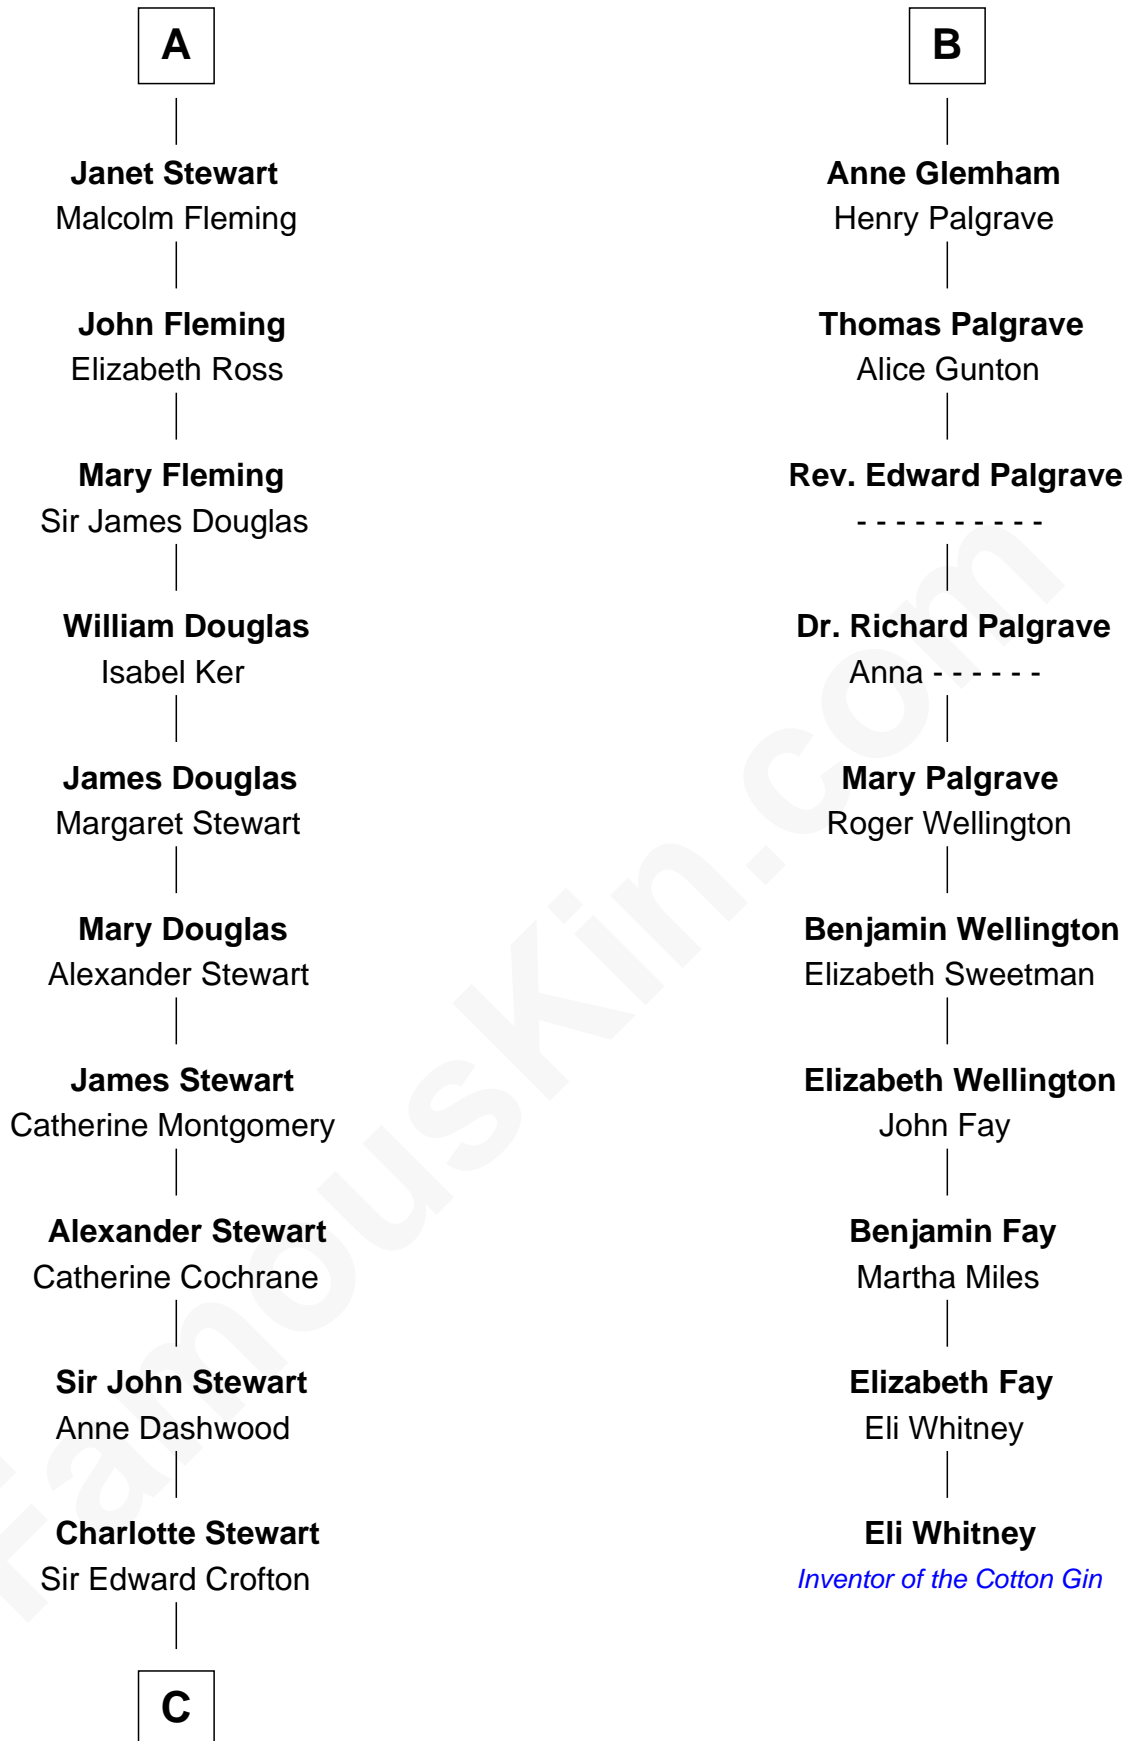 A
Janet Stewart
Malcolm Fleming
John Fleming
Elizabeth Ross
Mary Fleming
Sir James Douglas
William Douglas
Isabel Ker
James Douglas
Margaret Stewart
Mary Douglas
Alexander Stewart
James Stewart
Catherine Montgomery
Alexander Stewart
Catherine Cochrane
Sir John Stewart
Anne Dashwood
Charlotte Stewart
Sir Edward Crofton
C
B
Anne Glemham
Henry Palgrave
Thomas Palgrave
Alice Gunton
Rev. Edward Palgrave
- - - - - - - - - -
Dr. Richard Palgrave
Anna - - - - - -
Mary Palgrave
Roger Wellington
Benjamin Wellington
Elizabeth Sweetman
Elizabeth Wellington
John Fay
Benjamin Fay
Martha Miles
Elizabeth Fay
Eli Whitney
Eli Whitney
Inventor of the Cotton Gin
FamousKin.com